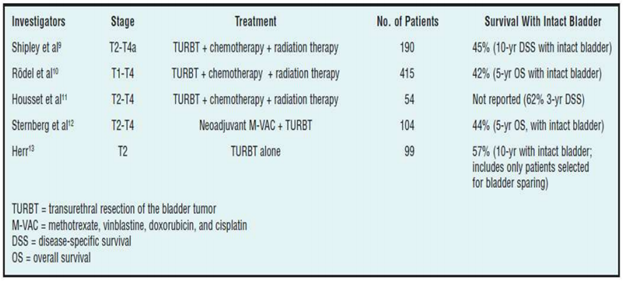 Investigators Stage Treatment No. of Patients Survival With Intact Bladder
Shipley et al⁹ T2-T4a TURBT + chemotherapy + radiation therapy 190 45% (10-yr DSS with intact bladder)
Rödel et al¹⁰ T1-T4 TURBT + chemotherapy + radiation therapy 415 42% (5-yr OS with intact bladder)
Housset et al¹¹ T2-T4 TURBT + chemotherapy + radiation therapy 54 Not reported (62% 3-yr DSS)
Sternberg et al¹² T2-T4 Neoadjuvant M-VAC + TURBT 104 44% (5-yr OS, with intact bladder)
Herr¹³ T2 TURBT alone 99 57% (10-yr with intact bladder;
includes only patients selected
for bladder sparing)
TURBT = transurethral resection of the bladder tumor
M-VAC = methotrexate, vinblastine, doxorubicin, and cisplatin
DSS = disease-specific survival
OS = overall survival